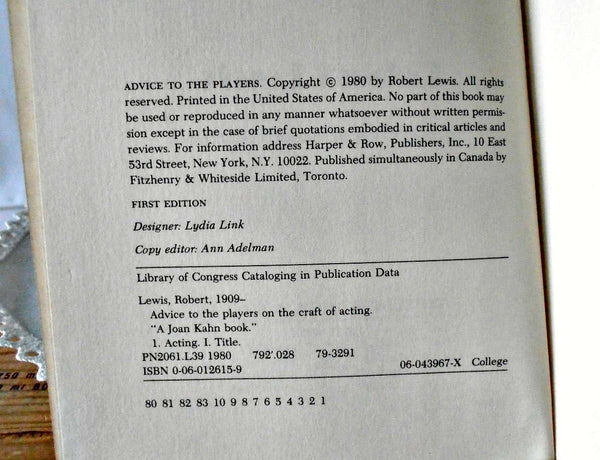 ADVICE TO THE PLAYERS. Copyright © 1980 by Robert Lewis. All rights
reserved. Printed in the United States of America. No part of this book may
be used or reproduced in any manner whatsoever without written permis-
sion except in the case of brief quotations embodied in critical articles and
reviews. For information address Harper & Row, Publishers, Inc., 10 East
53rd Street, New York, N.Y. 10022. Published simultaneously in Canada by
Fitzhenry & Whiteside Limited, Toronto.
FIRST EDITION
Designer: Lydia Link
Copy editor: Ann Adelman
Library of Congress Cataloging in Publication Data
Lewis, Robert, 1909–
Advice to the players on the craft of acting.
"A Joan Kahn book."
1. Acting. I. Title.
PN2061.L39 1980 792'.028 79-3291
ISBN 0-06-012615-9 06-043967-X College
80 81 82 83 10 9 8 7 6 5 4 3 2 1